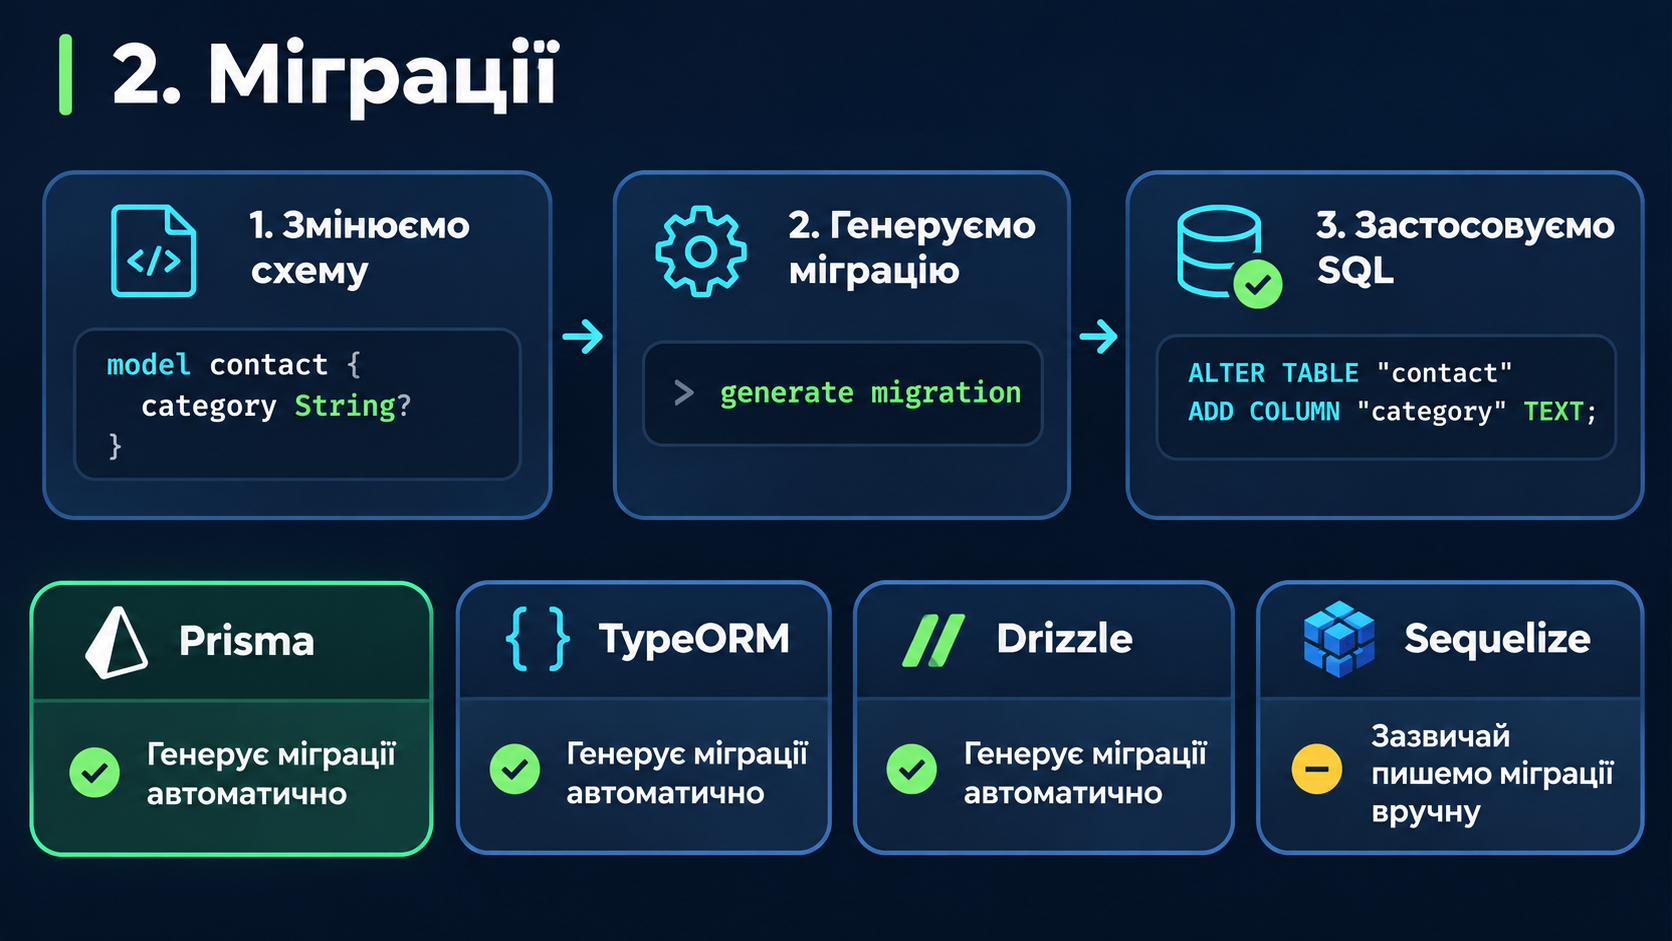 2. Міграції
1. Змінюємо
схему
model contact {
  category String?
}
2. Генеруємо
міграцію
> generate migration
3. Застосовуємо
SQL
ALTER TABLE "contact"
ADD COLUMN "category" TEXT;
Prisma
Генерує міграції
автоматично
TypeORM
Генерує міграції
автоматично
Drizzle
Генерує міграції
автоматично
Sequelize
Зазвичай
пишемо міграції
вручну